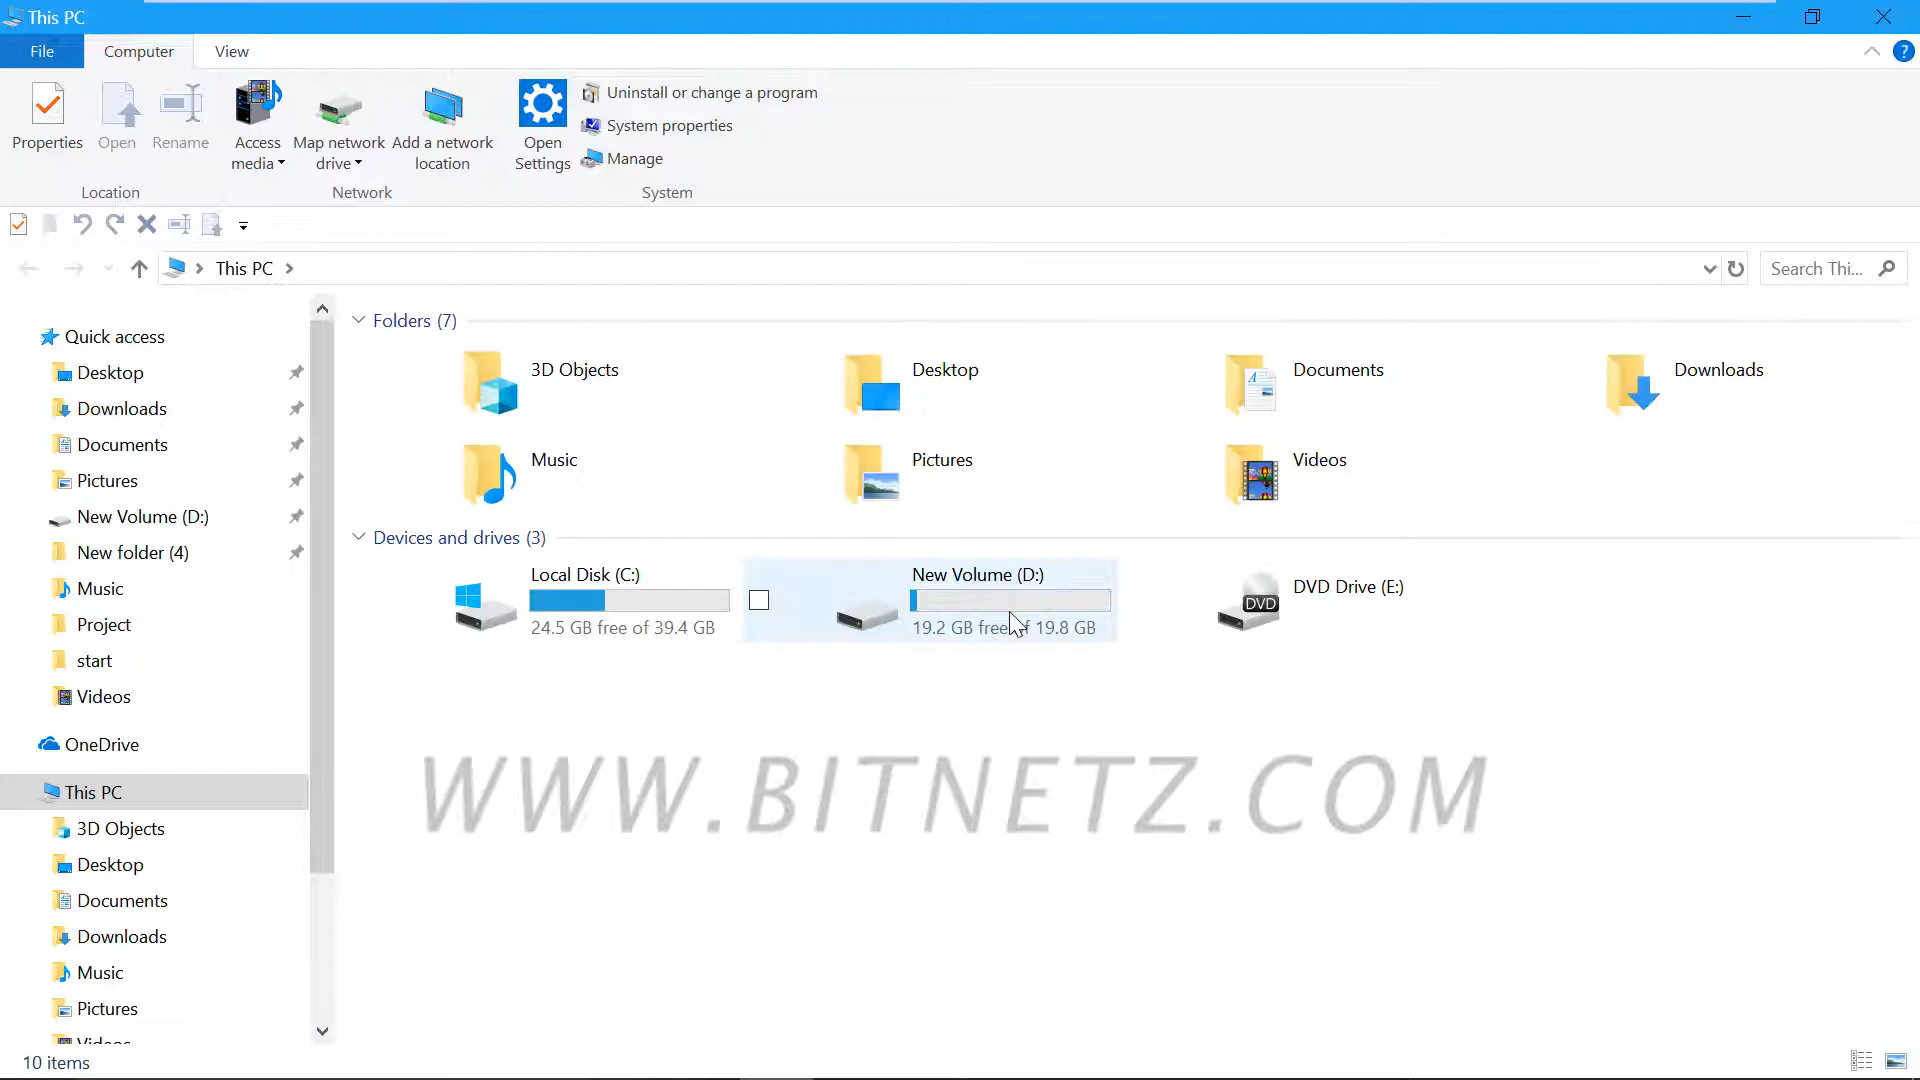 This PC
File
Computer
View
Properties
Open
Rename
Access media
Map network drive
Add a network location
Open Settings
Uninstall or change a program
System properties
Manage
Location
Network
System
This PC
Search Thi...
Quick access
Desktop
Downloads
Documents
Pictures
New Volume (D:)
New folder (4)
Music
Project
start
Videos
OneDrive
This PC
3D Objects
Desktop
Documents
Downloads
Music
Pictures
Videos
Folders (7)
3D Objects
Desktop
Documents
Downloads
Music
Pictures
Videos
Devices and drives (3)
Local Disk (C:)
24.5 GB free of 39.4 GB
New Volume (D:)
19.2 GB free of 19.8 GB
DVD Drive (E:)
DVD
WWW.BITNETZ.COM
10 items